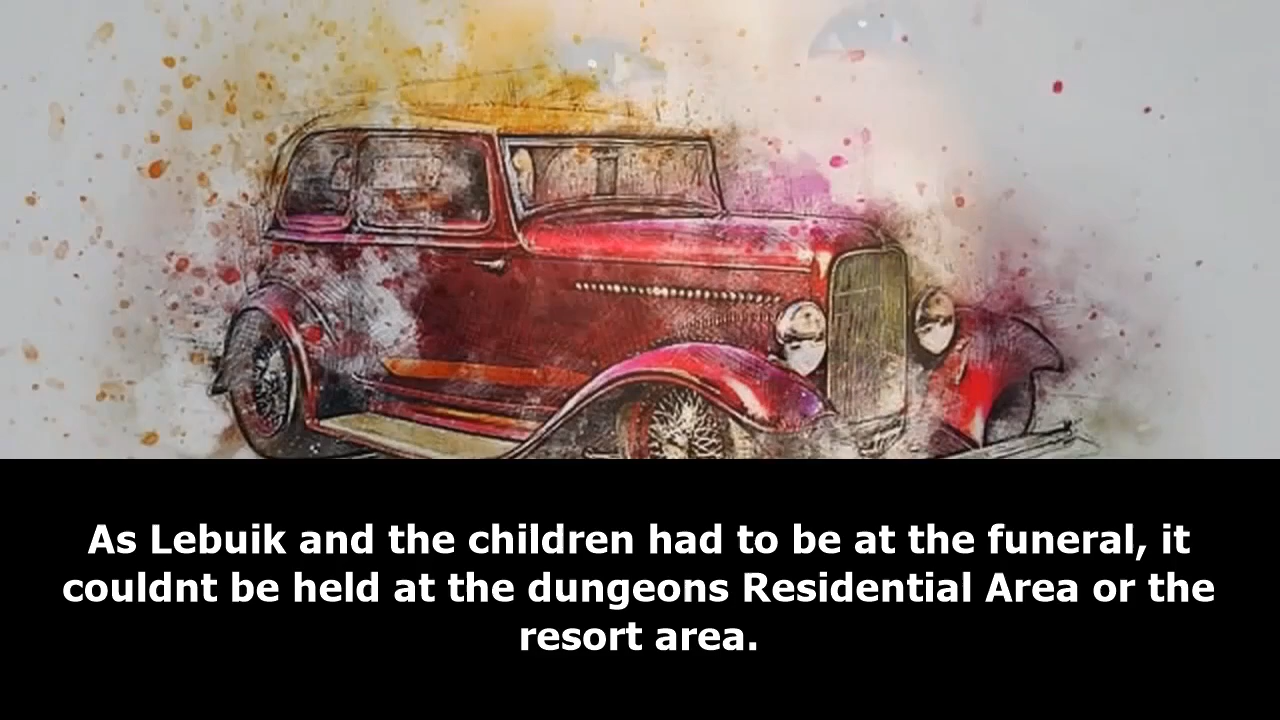 As Lebuik and the children had to be at the funeral, it
couldnt be held at the dungeons Residential Area or the
resort area.